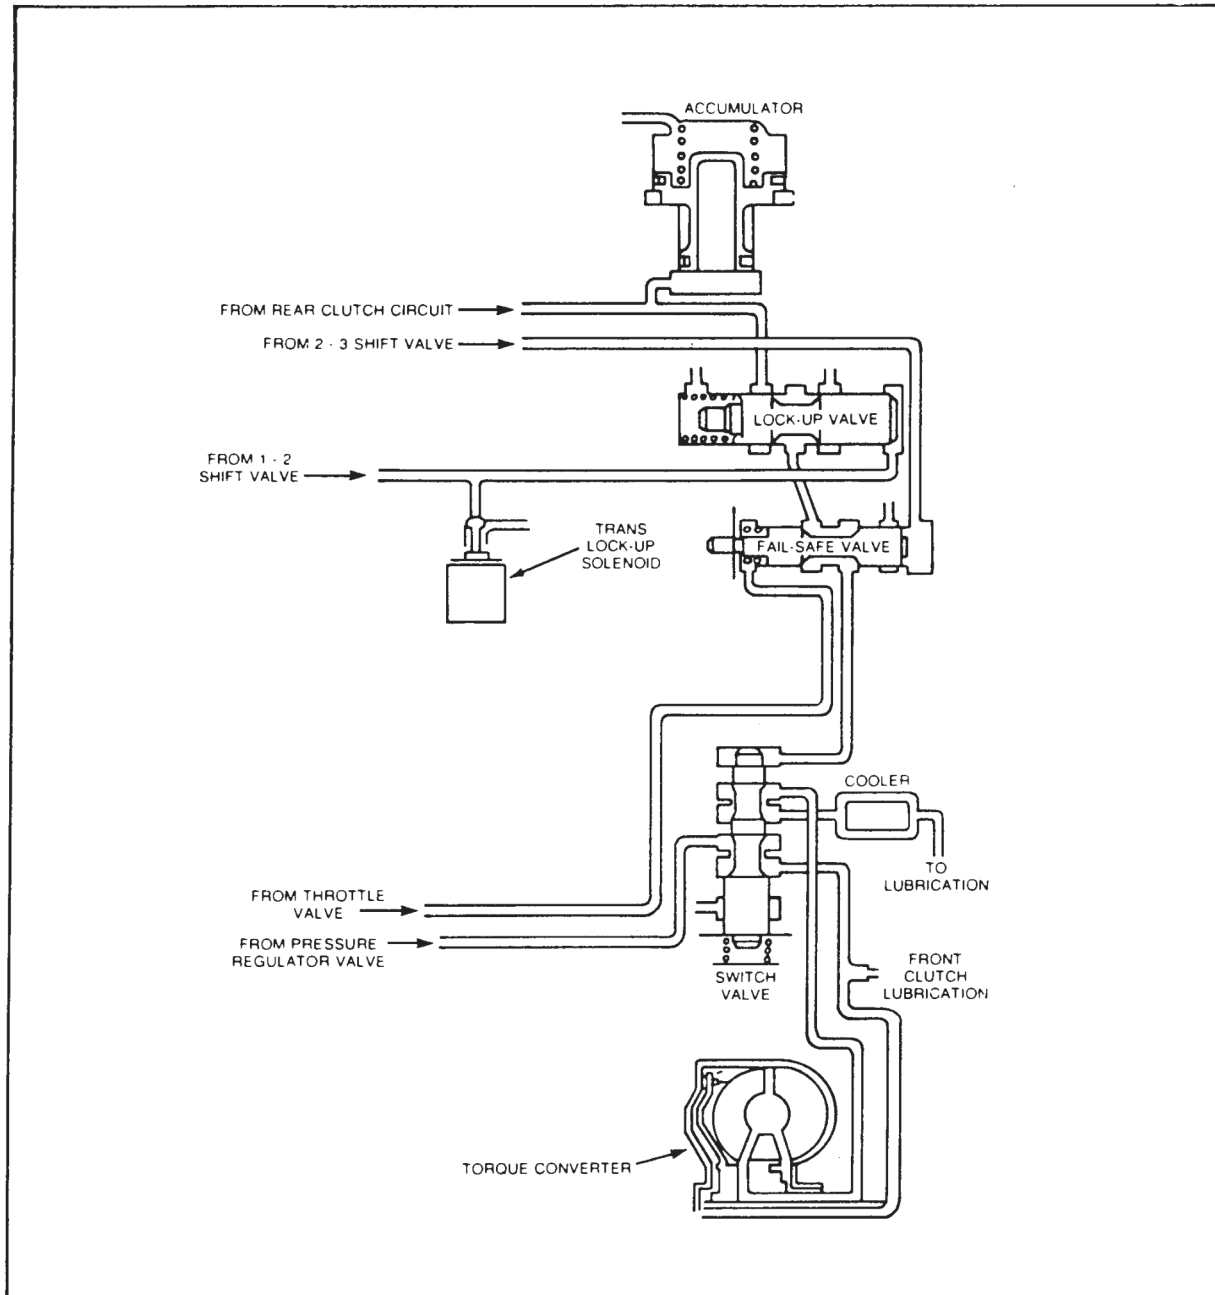 ACCUMULATOR
FROM REAR CLUTCH CIRCUIT
FROM 2 - 3 SHIFT VALVE
LOCK-UP VALVE
FROM 1 - 2
SHIFT VALVE
TRANS
LOCK-UP
SOLENOID
FAIL-SAFE VALVE
COOLER
TO
LUBRICATION
FROM THROTTLE
VALVE
FROM PRESSURE
REGULATOR VALVE
SWITCH
VALVE
FRONT
CLUTCH
LUBRICATION
TORQUE CONVERTER